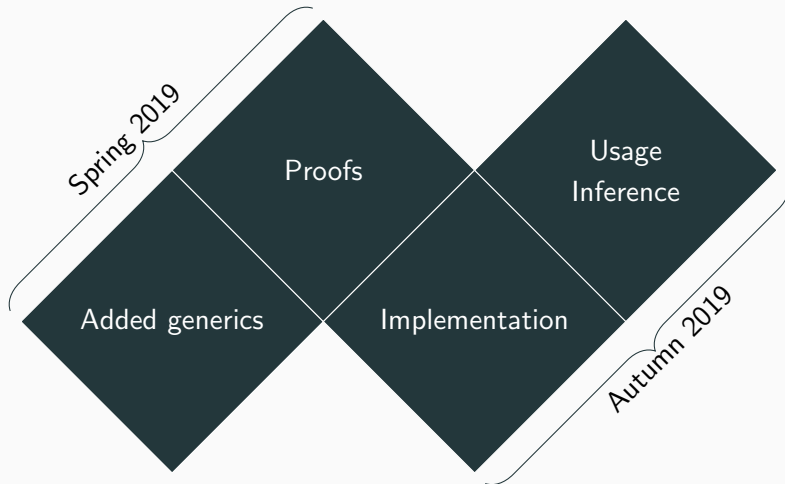 Spring 2019
Proofs
Usage
Inference
Added generics
Implementation
Autumn 2019